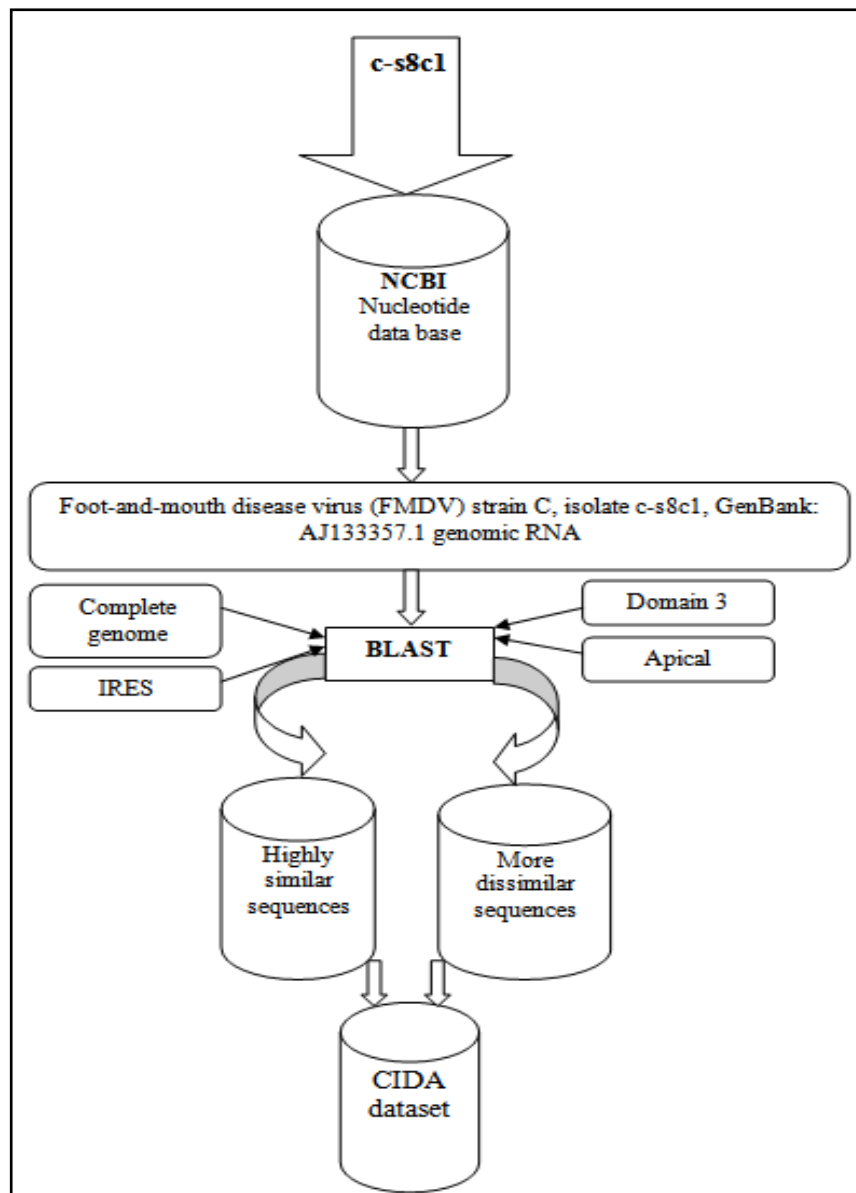 c-s8c1
NCBI
Nucleotide
data base
Foot-and-mouth disease virus (FMDV) strain C, isolate c-s8c1, GenBank:
AJ133357.1 genomic RNA
Complete
genome
Domain 3
BLAST
IRES
Apical
Highly
similar
sequences
More
dissimilar
sequences
CIDA
dataset